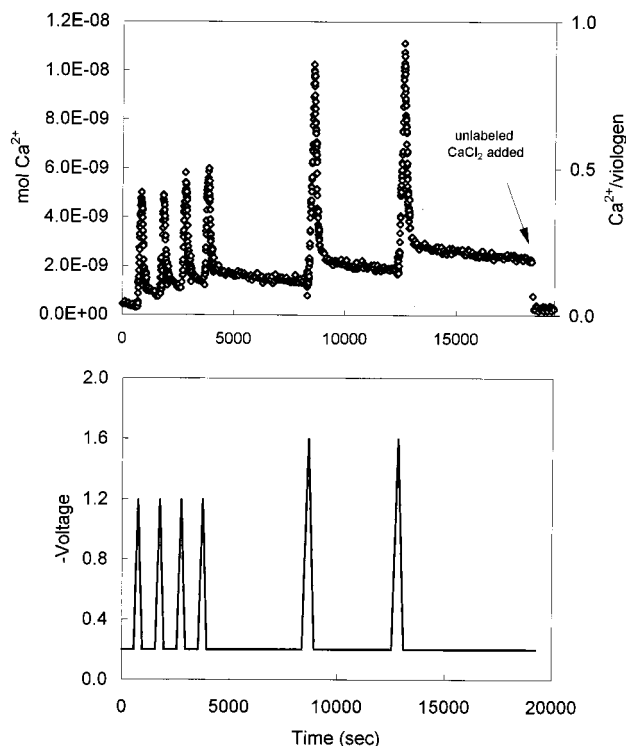 1.2E-08
1.0E-08
8.0E-09
6.0E-09
4.0E-09
2.0E-09
0.0E+00
mol Ca²⁺
1.0
0.5
0.0
Ca²⁺/viologen
unlabeled
CaCl₂ added
0 5000 10000 15000
2.0
1.6
1.2
0.8
0.4
0.0
-Voltage
0 5000 10000 15000 20000
Time (sec)